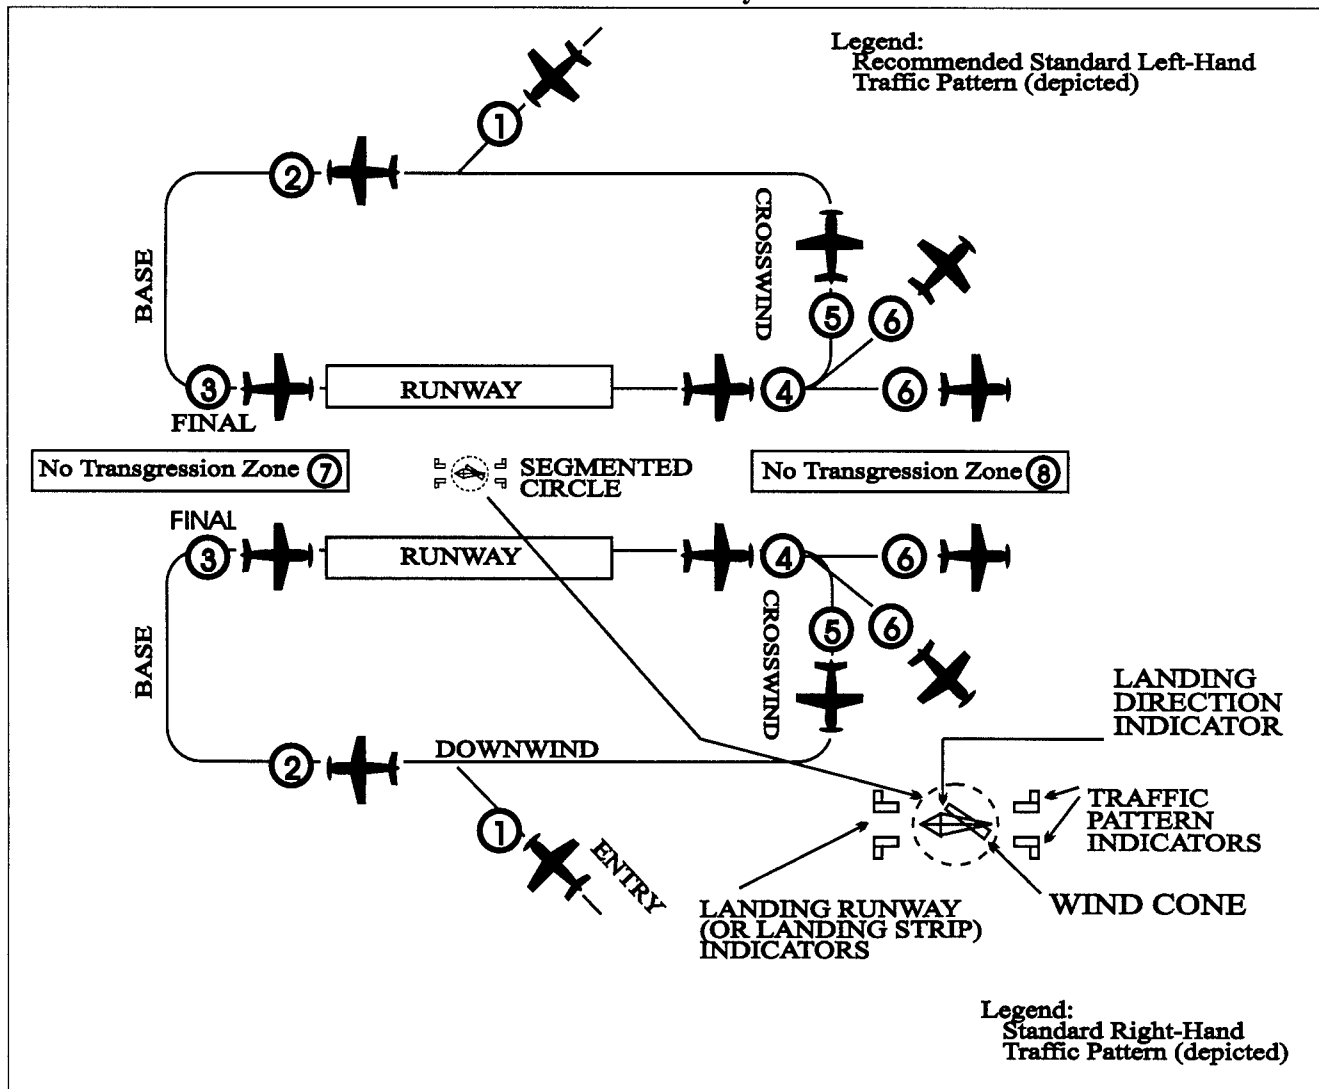 Legend:
Recommended Standard Left-Hand
Traffic Pattern (depicted)
1
2
CROSSWIND
BASE
5
6
3
RUNWAY
4
6
FINAL
No Transgression Zone 7
SEGMENTED
CIRCLE
No Transgression Zone 8
FINAL
3
RUNWAY
4
6
BASE
CROSSWIND
5
6
LANDING
DIRECTION
INDICATOR
2
DOWNWIND
1
ENTRY
TRAFFIC
PATTERN
INDICATORS
WIND CONE
LANDING RUNWAY
(OR LANDING STRIP)
INDICATORS
Legend:
Standard Right-Hand
Traffic Pattern (depicted)